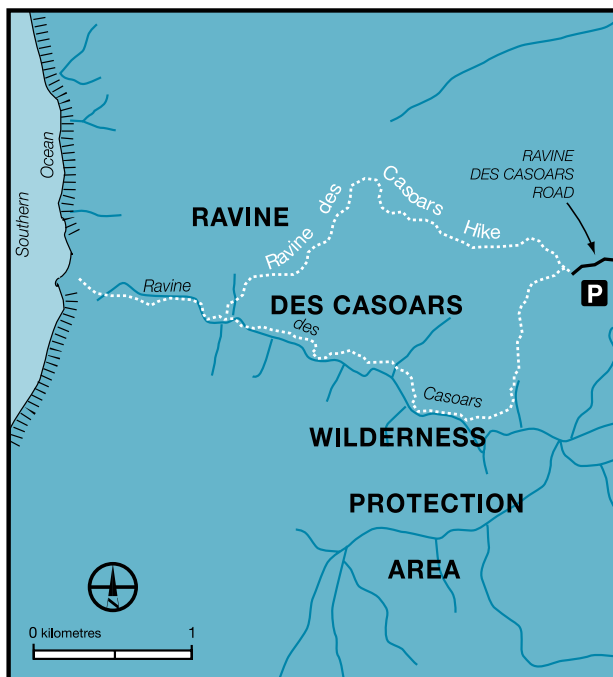 RAVINE
DES CASOARS
ROAD
Southern
Ocean
Ravine des Casoars Hike
RAVINE
DES CASOARS
WILDERNESS
PROTECTION
AREA
Ravine
des
Casoars
P
N
0 kilometres 1